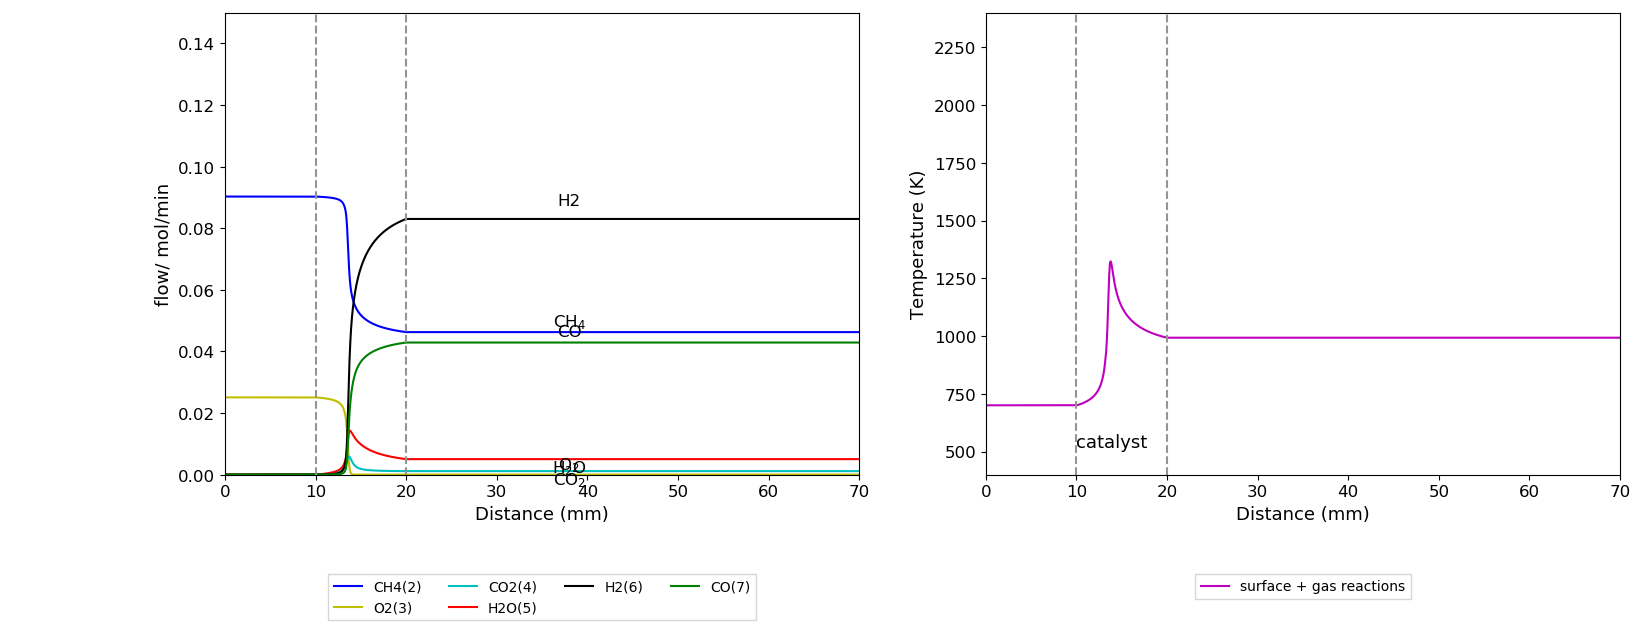 0.14
0.12
0.10
0.08
0.06
0.04
0.02
0.00
flow/ mol/min
H2
CH4
CO
O2
H2O
CO2
0 10 20 30 40 50 60 70
Distance (mm)
CH4(2) CO2(4) H2(6) CO(7)
O2(3) H2O(5)
2250
2000
1750
1500
1250
1000
750
500
Temperature (K)
catalyst
0 10 20 30 40 50 60 70
Distance (mm)
surface + gas reactions